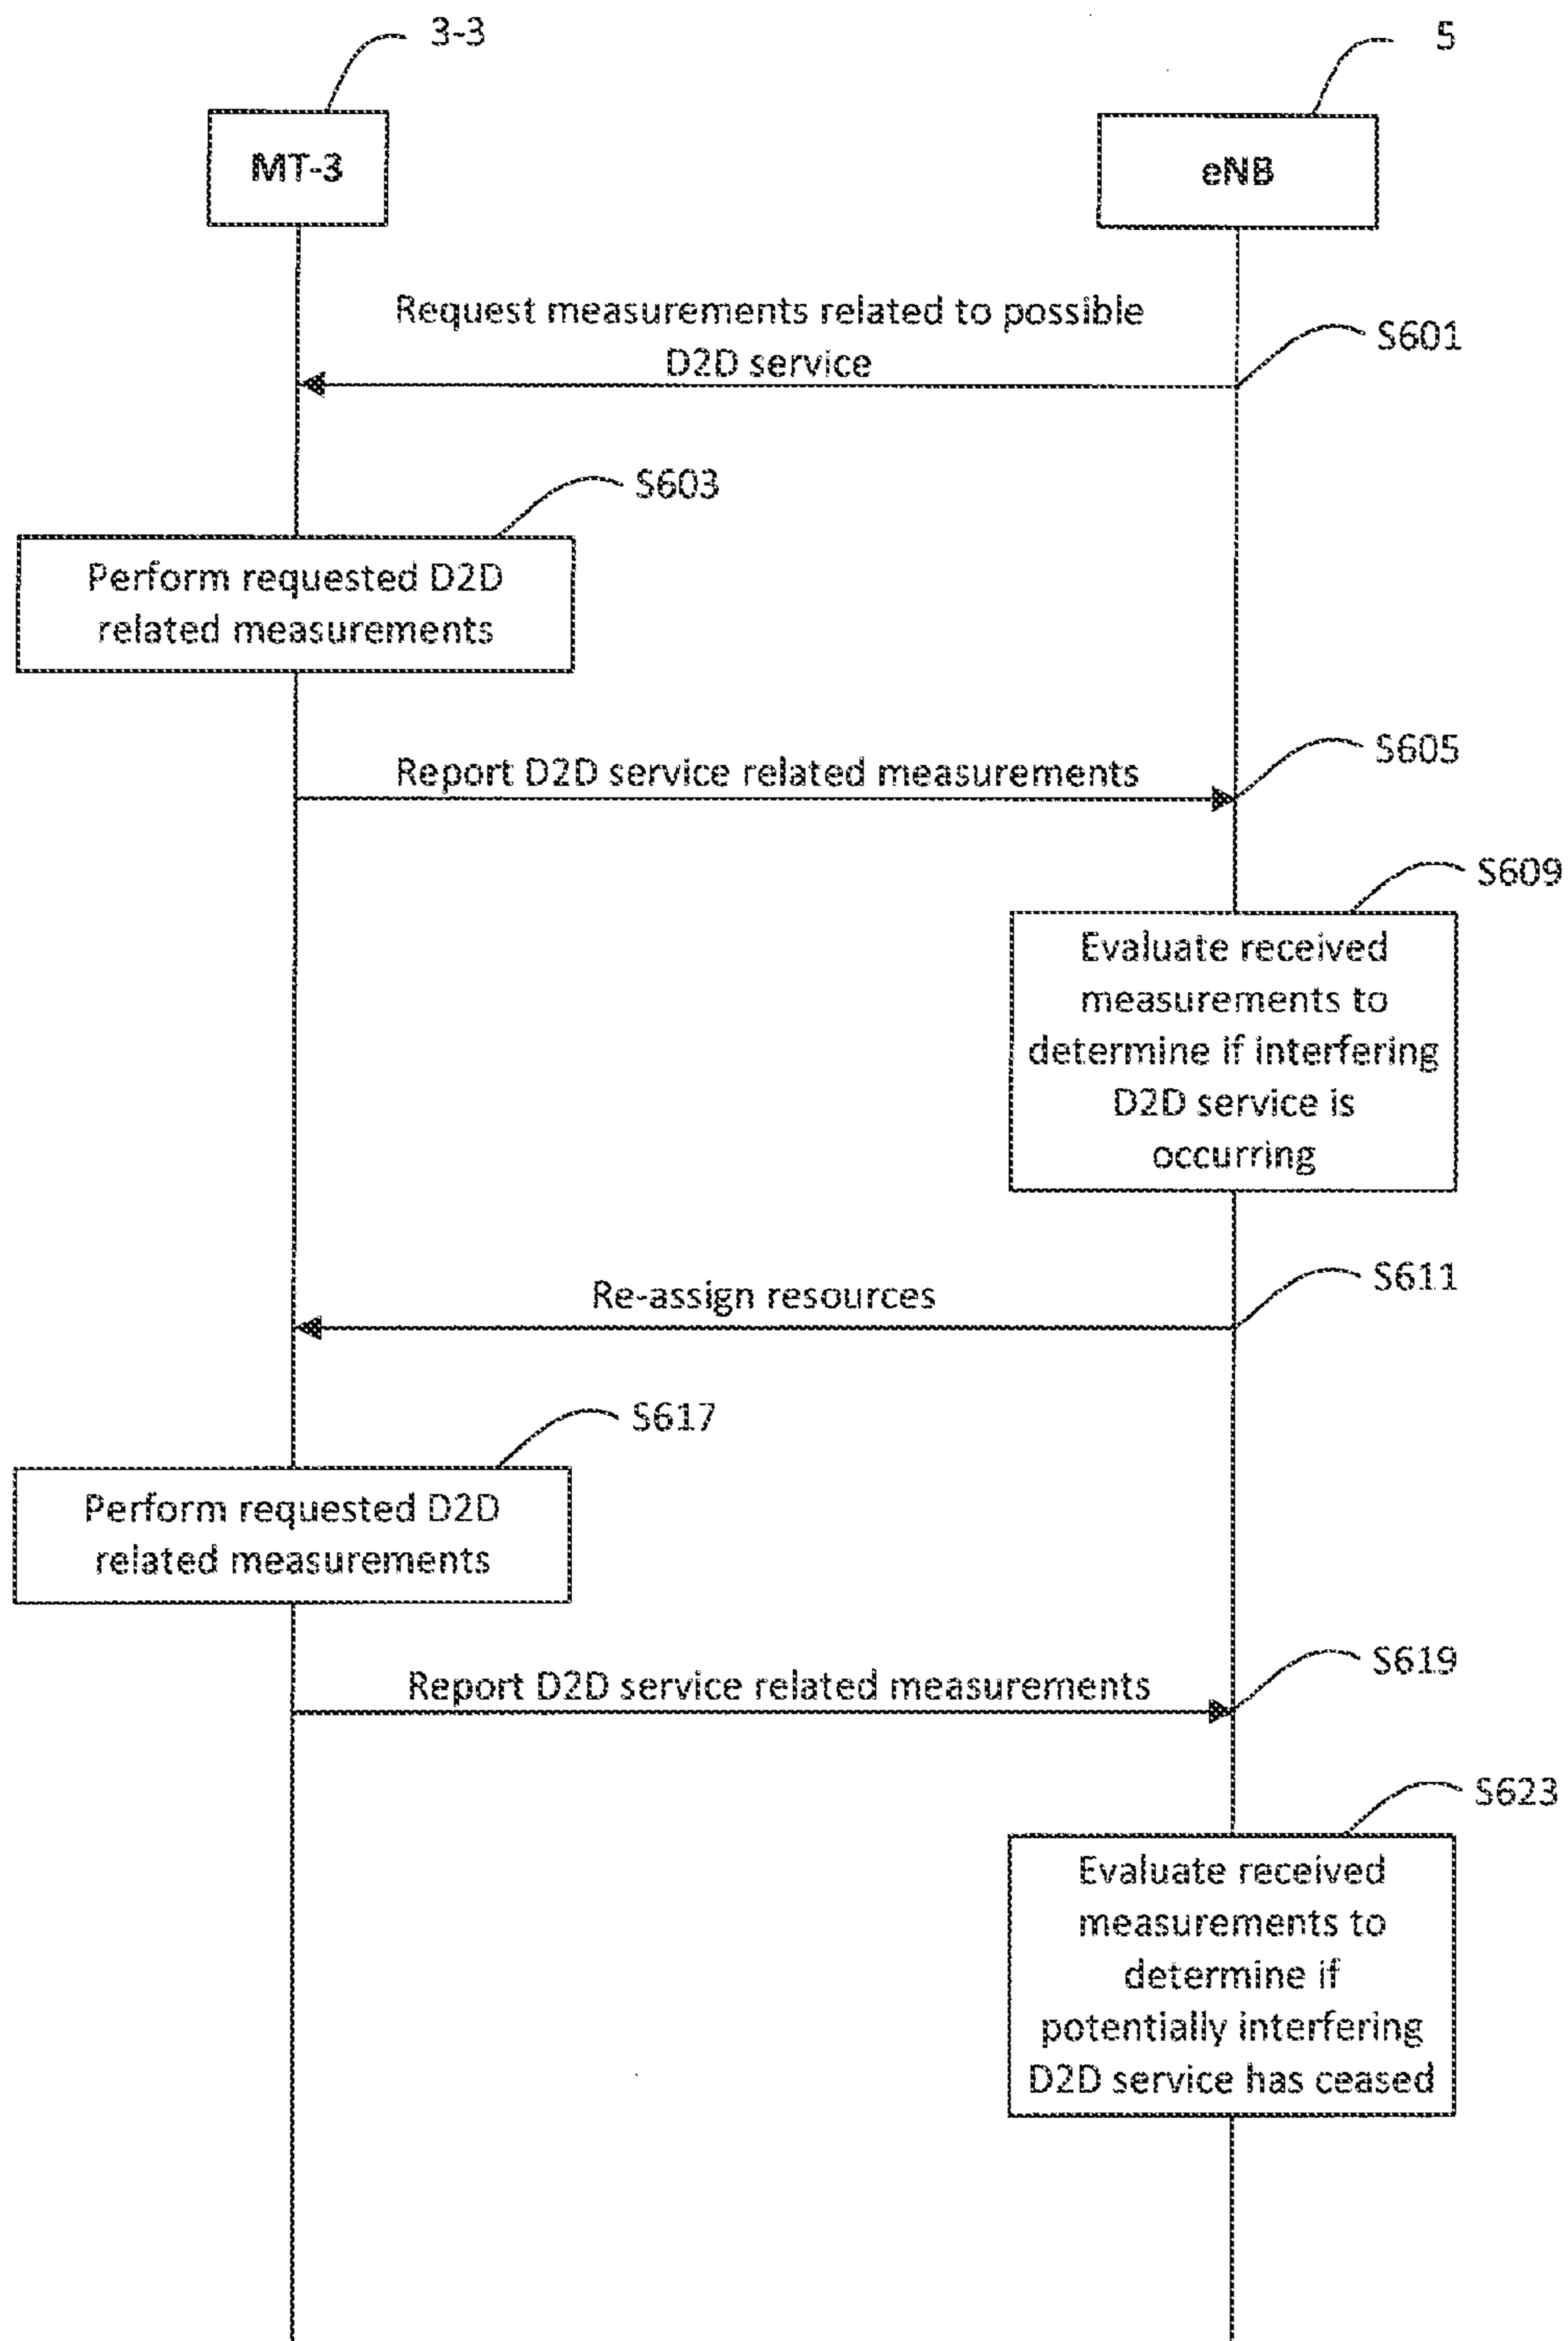 3-3
5
MT-3
eNB
Request measurements related to possible
D2D service
S601
S603
Perform requested D2D
related measurements
S605
Report D2D service related measurements
S609
Evaluate received
measurements to
determine if interfering
D2D service is
occurring
S611
Re-assign resources
S617
Perform requested D2D
related measurements
S619
Report D2D service related measurements
S623
Evaluate received
measurements to
determine if
potentially interfering
D2D service has ceased